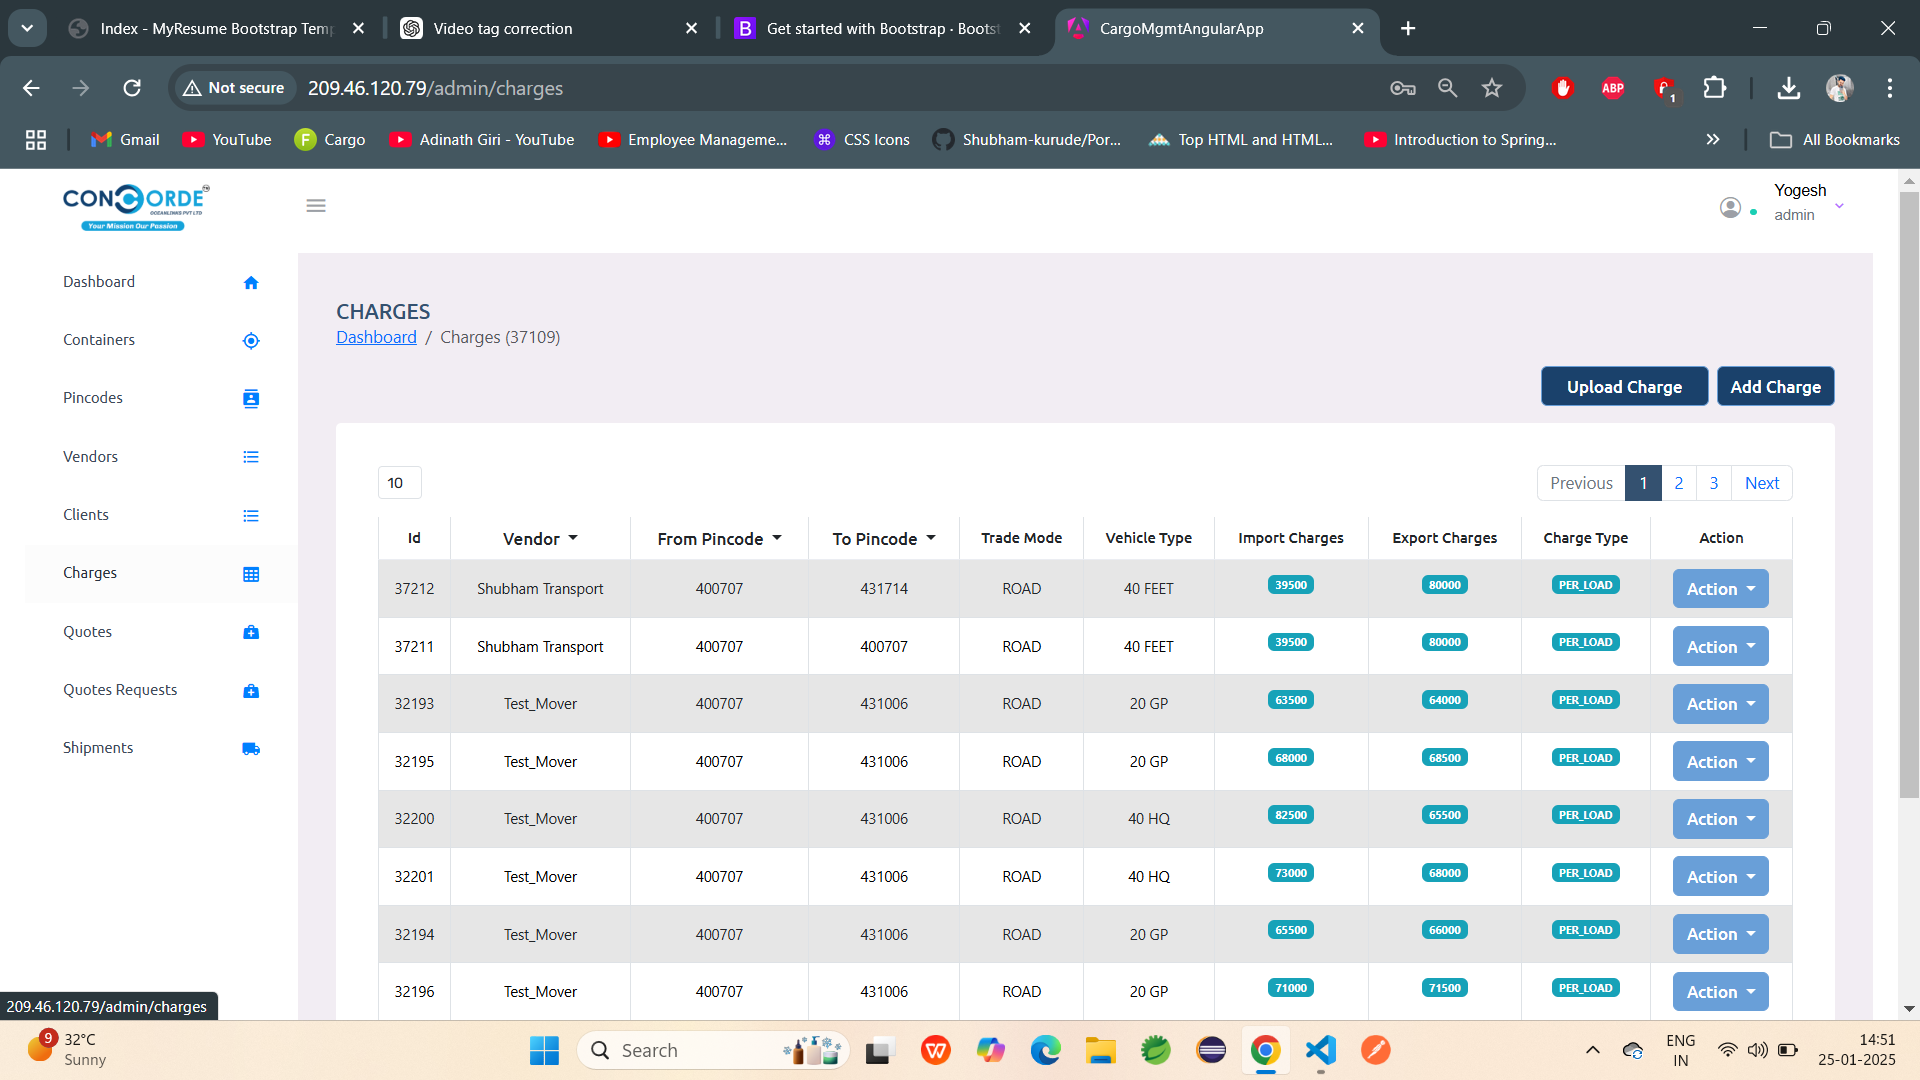 Index - MyResume Bootstrap Temp
Video tag correction
Get started with Bootstrap · Boots
CargoMgmtAngularApp
Not secure
209.46.120.79/admin/charges
ABP
1
Gmail
YouTube
Cargo
Adinath Giri - YouTube
Employee Manageme...
CSS Icons
Shubham-kurude/Por...
Top HTML and HTML...
Introduction to Spring...
All Bookmarks
CONCORDE
OCEANLINKS PVT LTD
Your Mission Our Passion
Yogesh
admin
Dashboard
Containers
Pincodes
Vendors
Clients
Charges
Quotes
Quotes Requests
Shipments
CHARGES
Dashboard / Charges (37109)
Upload Charge Add Charge
10
Previous 1 2 3 Next
Id Vendor From Pincode To Pincode Trade Mode Vehicle Type Import Charges Export Charges Charge Type Action
37212 Shubham Transport 400707 431714 ROAD 40 FEET 39500 80000 PER_LOAD Action
37211 Shubham Transport 400707 400707 ROAD 40 FEET 39500 80000 PER_LOAD Action
32193 Test_Mover 400707 431006 ROAD 20 GP 63500 64000 PER_LOAD Action
32195 Test_Mover 400707 431006 ROAD 20 GP 68000 68500 PER_LOAD Action
32200 Test_Mover 400707 431006 ROAD 40 HQ 82500 65500 PER_LOAD Action
32201 Test_Mover 400707 431006 ROAD 40 HQ 73000 68000 PER_LOAD Action
32194 Test_Mover 400707 431006 ROAD 20 GP 65500 66000 PER_LOAD Action
32196 Test_Mover 400707 431006 ROAD 20 GP 71000 71500 PER_LOAD Action
209.46.120.79/admin/charges
9
32°C
Sunny
Search
ENG
IN
14:51
25-01-2025